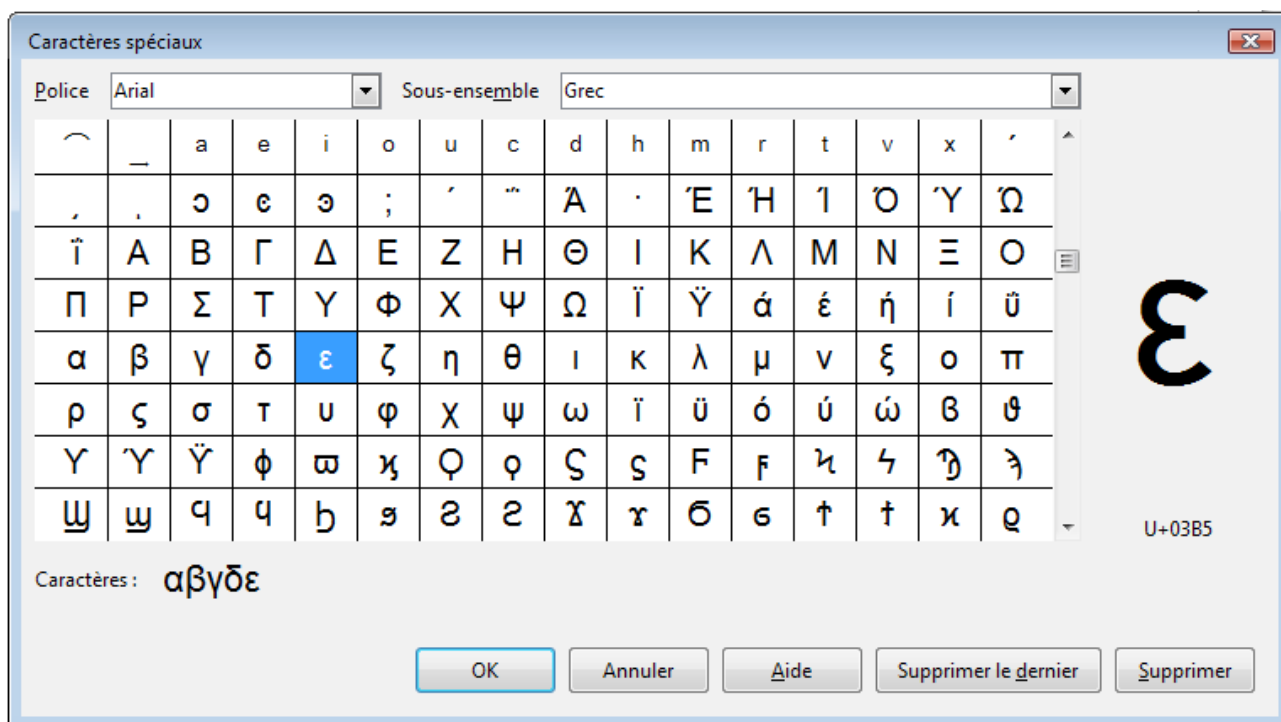 Caractères spéciaux
Police Arial Sous-ensemble Grec
a e i o u c d h m r t v x
ͻ ͼ ͽ ; ΄ ΅ Ά · Έ Ή Ί Ό Ύ Ώ
ΐ Α Β Γ Δ Ε Ζ Η Θ Ι Κ Λ Μ Ν Ξ Ο
Π Ρ Σ Τ Υ Φ Χ Ψ Ω Ϊ Ϋ ά έ ή ί ΰ
α β γ δ ε ζ η θ ι κ λ μ ν ξ ο π
ρ ς σ τ υ φ χ ψ ω ϊ ϋ ό ύ ώ ϐ ϑ
ϒ ϓ ϔ ϕ ϖ ϗ Ϙ ϙ Ϛ ϛ Ϝ ϝ Ϟ ϟ Ϡ ϡ
Ϣ ϣ Ϥ ϥ Ϧ ϧ Ϩ ϩ Ϫ ϫ Ϭ ϭ Ϯ ϯ ϰ ϱ
ε
U+03B5
Caractères : αβγδε
OK Annuler Aide Supprimer le dernier Supprimer